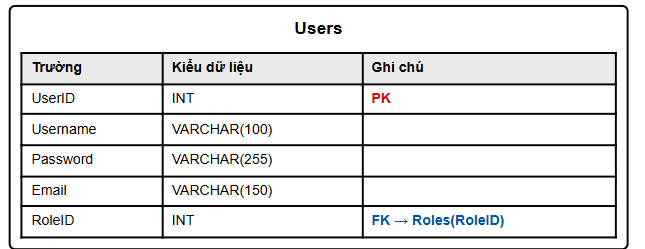 Users
Trường Kiểu dữ liệu Ghi chú
UserID INT PK
Username VARCHAR(100)
Password VARCHAR(255)
Email VARCHAR(150)
RoleID INT FK → Roles(RoleID)